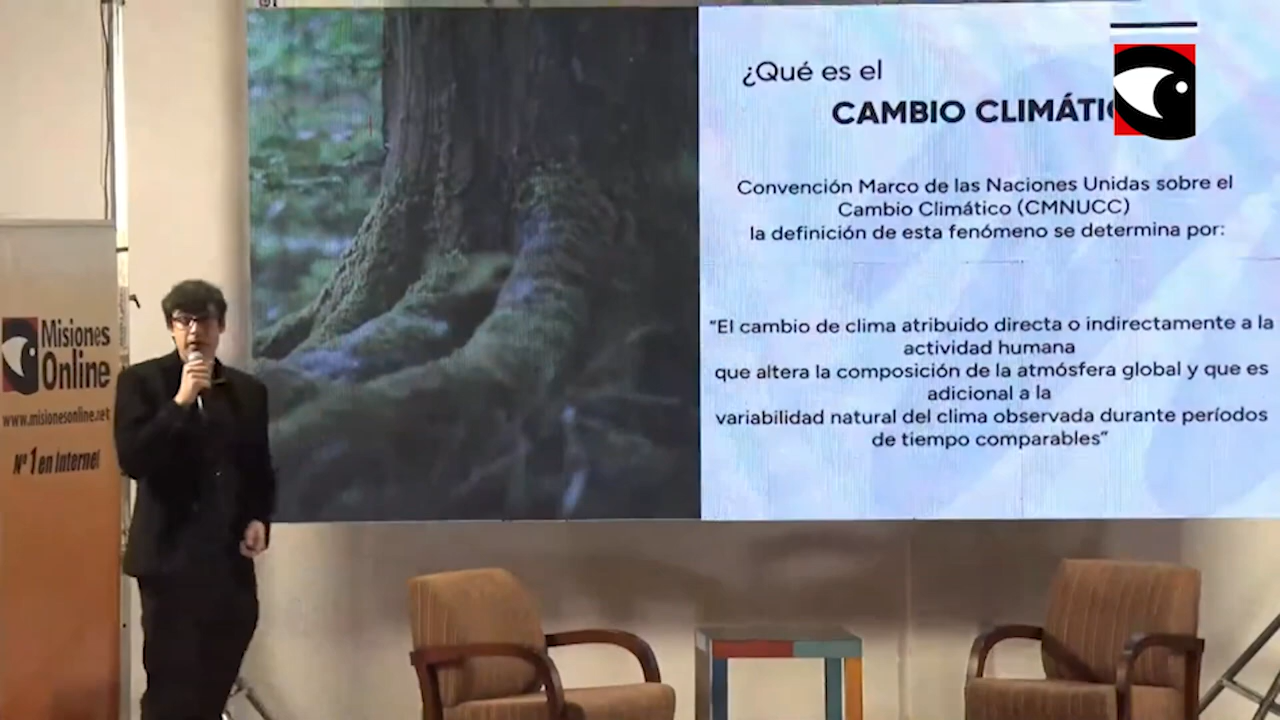 ¿Qué es el
CAMBIO CLIMÁTIC
Convención Marco de las Naciones Unidas sobre el
Cambio Climático (CMNUCC)
la definición de esta fenómeno se determina por:
“El cambio de clima atribuido directa o indirectamente a la
actividad humana
que altera la composición de la atmósfera global y que es
adicional a la
variabilidad natural del clima observada durante períodos
de tiempo comparables”
Misiones
Online
www.misionesonline.net
Nº 1 en Internet